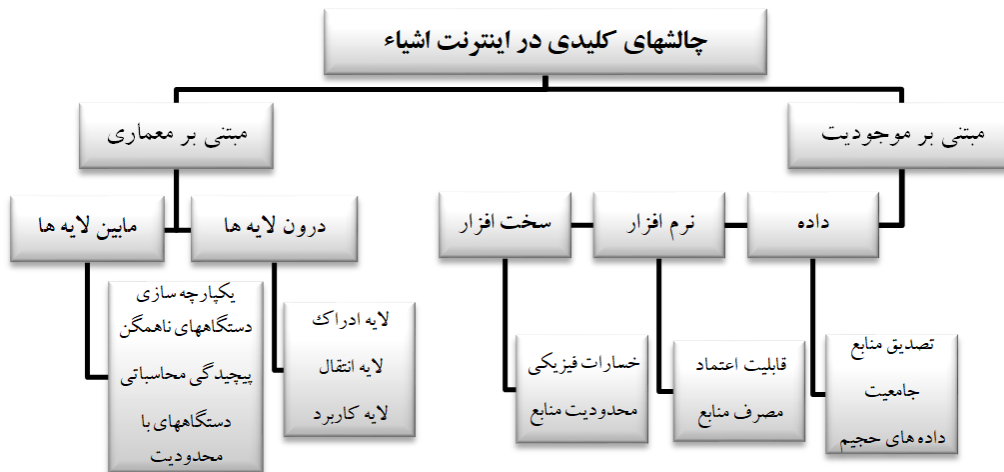 چالشهای کلیدی در اینترنت اشیاء
مبتنی بر موجودیت
مبتنی بر معماری
داده
نرم افزار
سخت افزار
درون لایه ها
مابین لایه ها
تصدیق منابع
جامعیت
داده های حجیم
قابلیت اعتماد
مصرف منابع
خسارات فیزیکی
محدودیت منابع
لایه ادراک
لایه انتقال
لایه کاربرد
یکپارچه سازی
دستگاههای ناهمگن
پیچیدگی محاسباتی
دستگاههای با
محدودیت